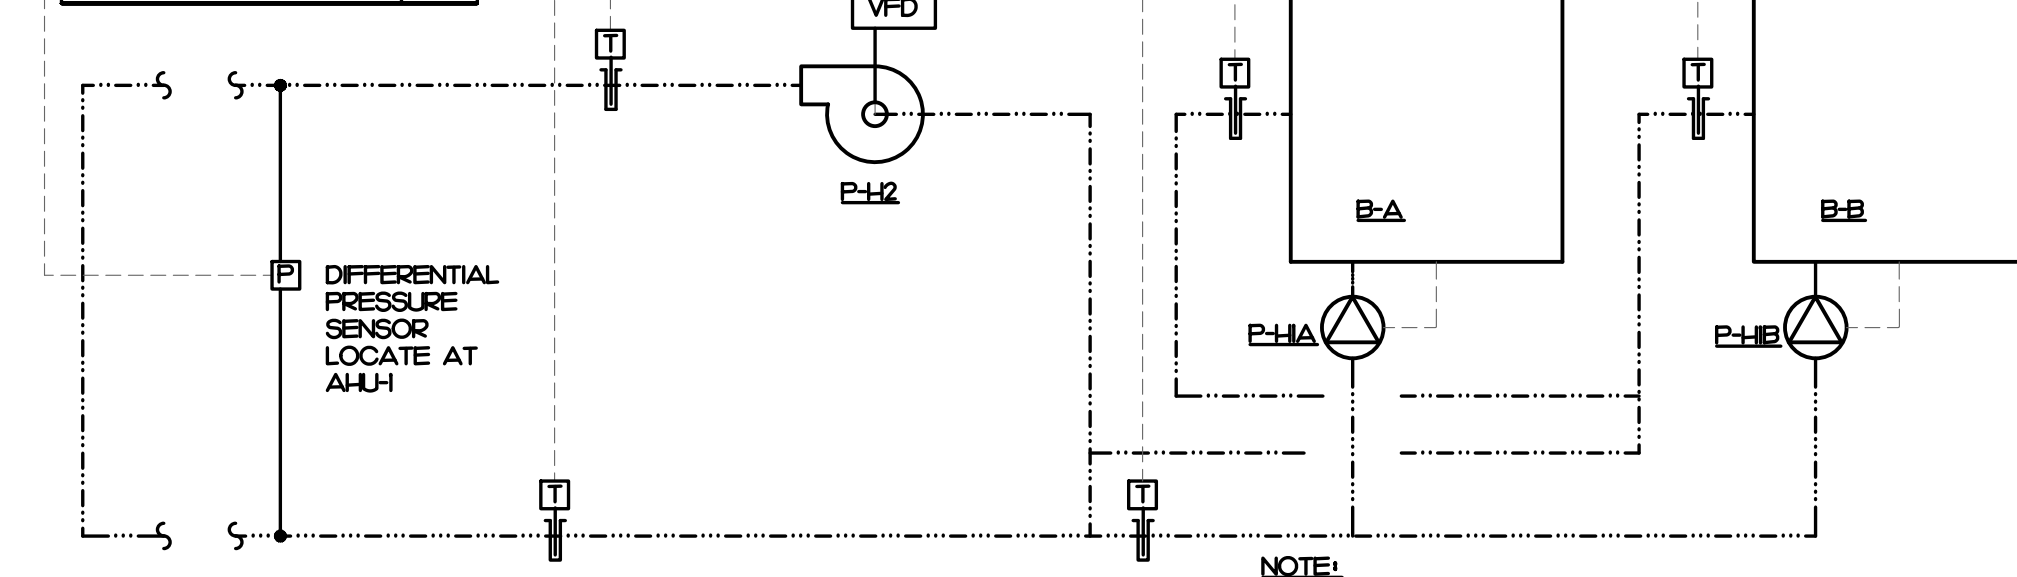 VFD
T
T
T
P-H2
B-A
B-B
P
DIFFERENTIAL
PRESSURE
SENSOR
LOCATE AT
AHU-1
P-H1A
P-H1B
T
T
NOTE: